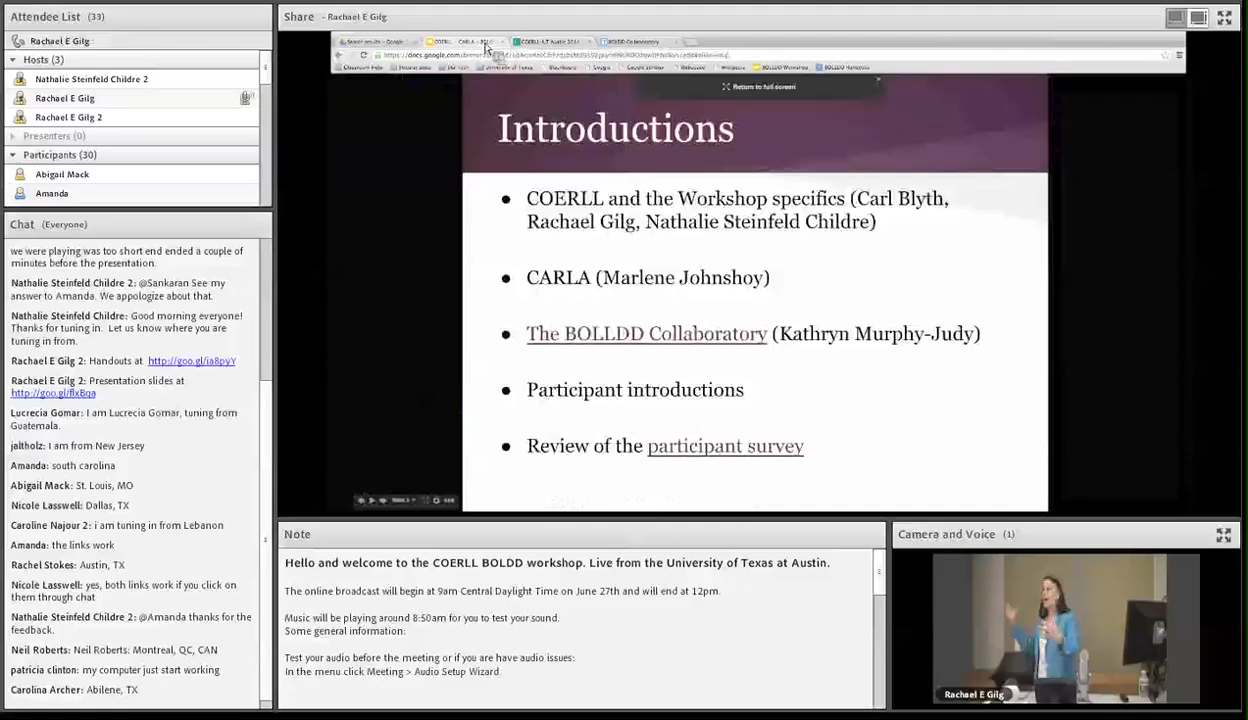 Attendee List (33)
Rachael E Gilg
Hosts (3)
Nathalie Steinfeld Childre 2
Rachael E Gilg
Rachael E Gilg 2
Presenters (0)
Participants (30)
Abigail Mack
Amanda
Chat (Everyone)
we were playing was too short end ended a couple of
minutes before the presentation.
Nathalie Steinfeld Childre 2: @Sankaran See my
answer to Amanda. We appologize about that.
Nathalie Steinfeld Childre: Good morning everyone!
Thanks for tuning in. Let us know where you are
tuning in from.
Rachael E Gilg 2: Handouts at http://goo.gl/ia8pyY
Rachael E Gilg 2: Presentation slides at
http://goo.gl/flxBqa
Lucrecia Gomar: I am Lucrecia Gomar, tuning from
Guatemala.
jaltholz: I am from New Jersey
Amanda: south carolina
Abigail Mack: St. Louis, MO
Nicole Lasswell: Dallas, TX
Caroline Najour 2: i am tuning in from Lebanon
Amanda: the links work
Rachel Stokes: Austin, TX
Nicole Lasswell: yes, both links work if you click on
them through chat
Nathalie Steinfeld Childre 2: @Amanda thanks for the
feedback.
Neil Roberts: Neil Roberts: Montreal, QC, CAN
patricia clinton: my computer just start working
Carolina Archer: Abilene, TX
Share - Rachael E Gilg
Return to full screen
Introductions
● COERLL and the Workshop specifics (Carl Blyth,
Rachael Gilg, Nathalie Steinfeld Childre)
● CARLA (Marlene Johnshoy)
● The BOLLDD Collaboratory (Kathryn Murphy-Judy)
● Participant introductions
● Review of the participant survey
Note
Hello and welcome to the COERLL BOLDD workshop. Live from the University of Texas at Austin.
The online broadcast will begin at 9am Central Daylight Time on June 27th and will end at 12pm.
Music will be playing around 8:50am for you to test your sound.
Some general information:
Test your audio before the meeting or if you are have audio issues:
In the menu click Meeting > Audio Setup Wizard.
Camera and Voice (1)
Rachael E Gilg